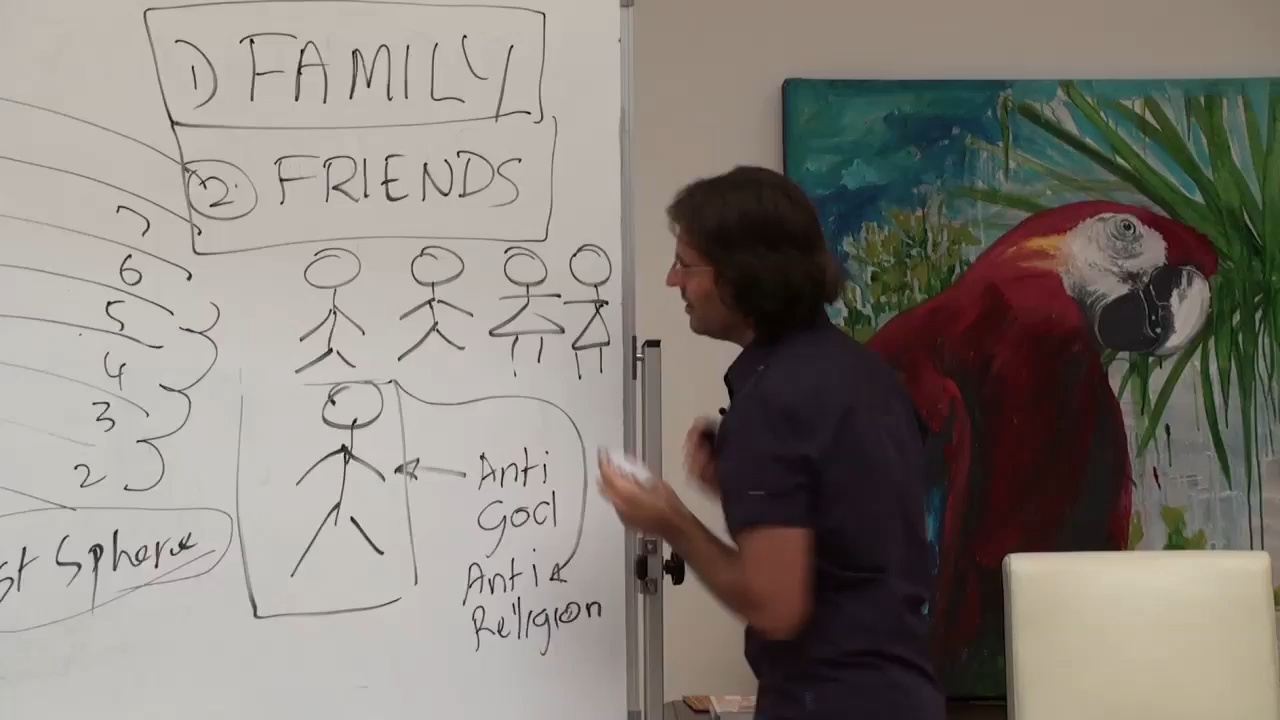 1) FAMILY
2. FRIENDS
7
6
5
4
3
2
Sphere
Anti
God
Anti
Religion